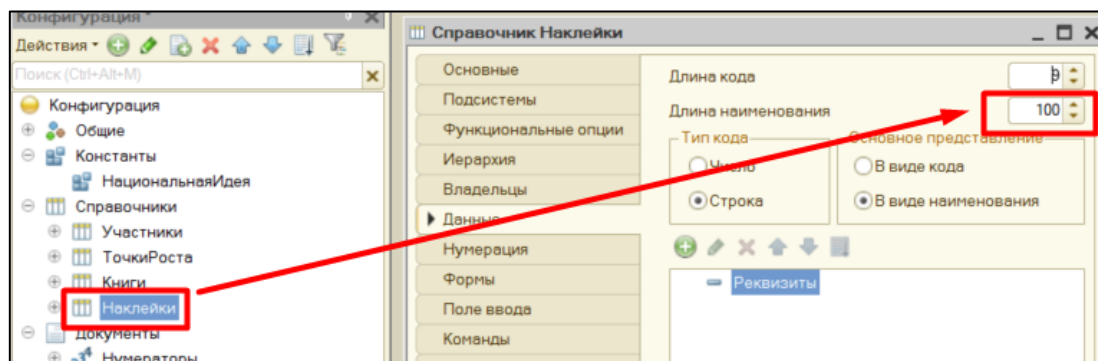 Конфигурация *
Действия
Поиск (Ctrl+Alt+M)
Конфигурация
Общие
Константы
НациональнаяИдея
Справочники
Участники
ТочкиРоста
Книги
Наклейки
Документы
Нумераторы
Справочник Наклейки
Основные
Подсистемы
Функциональные опции
Иерархия
Владельцы
Данные
Нумерация
Формы
Поле ввода
Команды
Длина кода 9
Длина наименования 100
Тип кода
Число
Строка
Основное представление
В виде кода
В виде наименования
Реквизиты